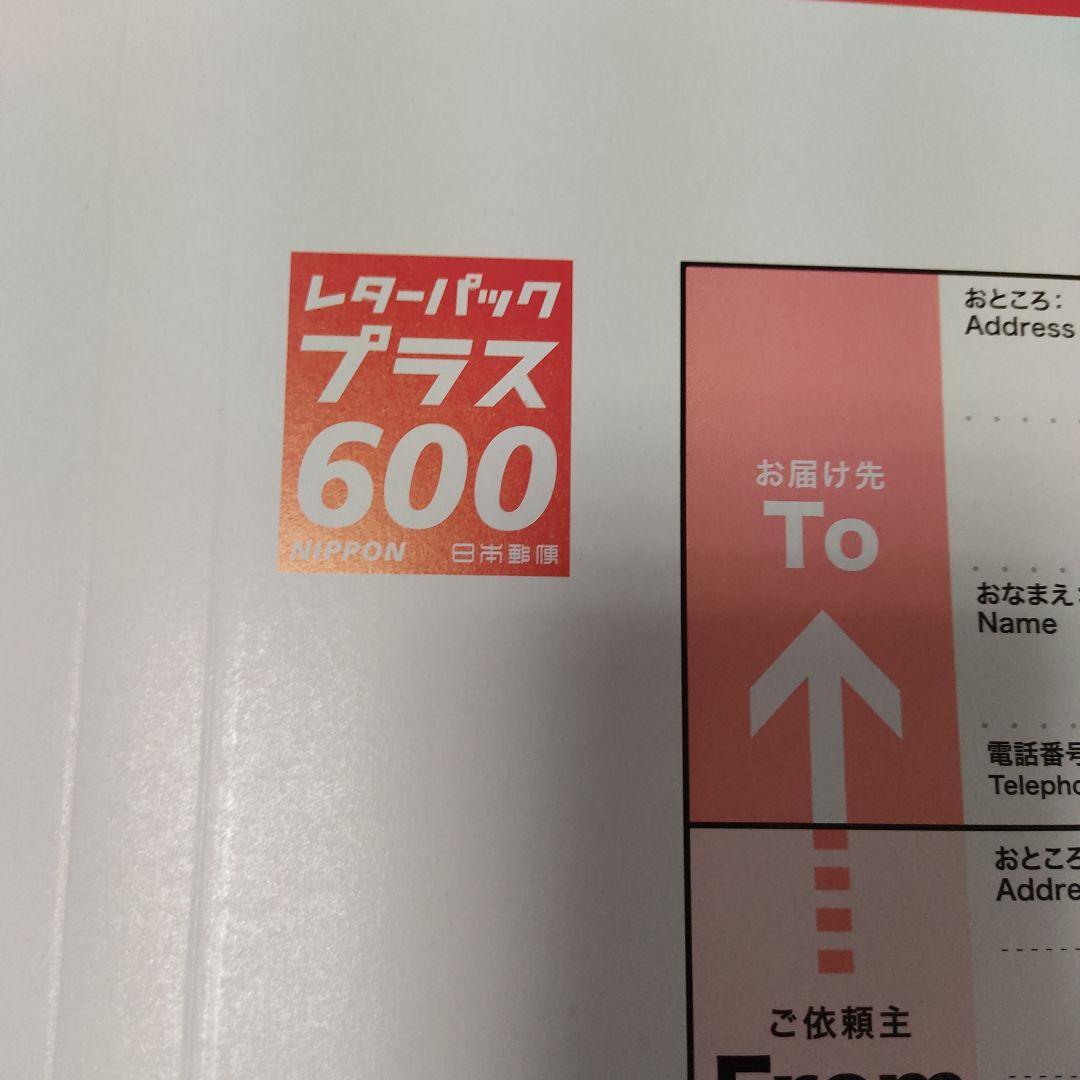 レターパック
プラス
600
NIPPON 日本郵便
お届け先
To
おところ:
Address
おなまえ:
Name
電話番号
Telepho
おところ
Addre
ご依頼主
From